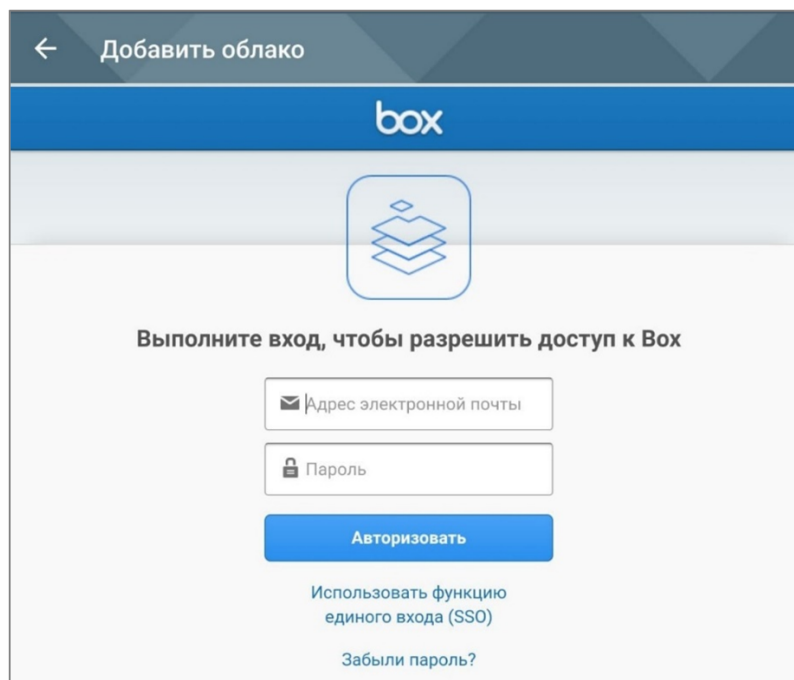 Добавить облако
box
Выполните вход, чтобы разрешить доступ к Box
Адрес электронной почты
Пароль
Авторизовать
Использовать функцию
единого входа (SSO)
Забыли пароль?